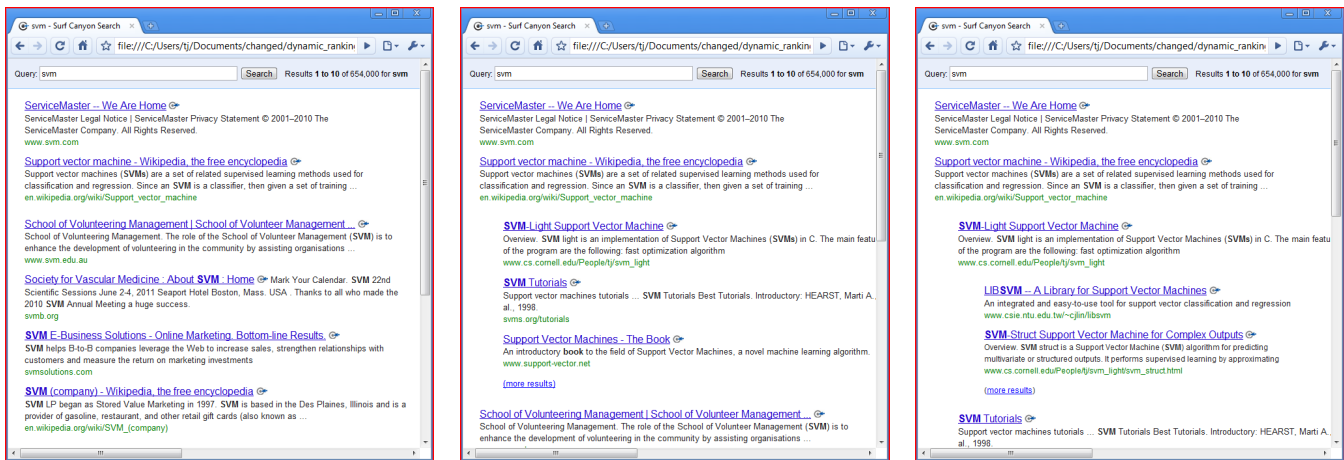 svm - Surf Canyon Search
file:///C:/Users/tj/Documents/changed/dynamic_rankin
Query: svm Search Results 1 to 10 of 654,000 for svm
ServiceMaster -- We Are Home
ServiceMaster Legal Notice | ServiceMaster Privacy Statement © 2001–2010 The
ServiceMaster Company. All Rights Reserved.
www.svm.com
Support vector machine - Wikipedia, the free encyclopedia
Support vector machines (SVMs) are a set of related supervised learning methods used for
classification and regression. Since an SVM is a classifier, then given a set of training ...
en.wikipedia.org/wiki/Support_vector_machine
School of Volunteering Management | School of Volunteer Management ...
School of Volunteering Management. The role of the School of Volunteer Management (SVM) is to
enhance the development of volunteering in the community by assisting organisations ...
www.svm.edu.au
Society for Vascular Medicine : About SVM : Home Mark Your Calendar. SVM 22nd
Scientific Sessions June 2-4, 2011 Seaport Hotel Boston, Mass. USA . Thanks to all who made the
2010 SVM Annual Meeting a huge success.
svmb.org
SVM E-Business Solutions - Online Marketing. Bottom-line Results.
SVM helps B-to-B companies leverage the Web to increase sales, strengthen relationships with
customers and measure the return on marketing investments
svmsolutions.com
SVM (company) - Wikipedia, the free encyclopedia
SVM LP began as Stored Value Marketing in 1997. SVM is based in the Des Plaines, Illinois and is a
provider of gasoline, restaurant, and other retail gift cards (also known as ...
en.wikipedia.org/wiki/SVM_(company)
svm - Surf Canyon Search
file:///C:/Users/tj/Documents/changed/dynamic_rankin
Query: svm Search Results 1 to 10 of 654,000 for svm
ServiceMaster -- We Are Home
ServiceMaster Legal Notice | ServiceMaster Privacy Statement © 2001–2010 The
ServiceMaster Company. All Rights Reserved.
www.svm.com
Support vector machine - Wikipedia, the free encyclopedia
Support vector machines (SVMs) are a set of related supervised learning methods used for
classification and regression. Since an SVM is a classifier, then given a set of training ...
en.wikipedia.org/wiki/Support_vector_machine
SVM-Light Support Vector Machine
Overview. SVM light is an implementation of Support Vector Machines (SVMs) in C. The main featu
of the program are the following: fast optimization algorithm
www.cs.cornell.edu/People/tj/svm_light
SVM Tutorials
Support vector machines tutorials ... SVM Tutorials Best Tutorials. Introductory: HEARST, Marti A.
al., 1998.
svms.org/tutorials
Support Vector Machines - The Book
An introductory book to the field of Support Vector Machines, a novel machine learning algorithm.
www.support-vector.net
(more results)
School of Volunteering Management | School of Volunteer Management ...
School of Volunteering Management. The role of the School of Volunteer Management (SVM) is to
enhance the development of volunteering in the community by assisting organisations ...
svm - Surf Canyon Search
file:///C:/Users/tj/Documents/changed/dynamic_rankin
Query: svm Search Results 1 to 10 of 654,000 for svm
ServiceMaster -- We Are Home
ServiceMaster Legal Notice | ServiceMaster Privacy Statement © 2001–2010 The
ServiceMaster Company. All Rights Reserved.
www.svm.com
Support vector machine - Wikipedia, the free encyclopedia
Support vector machines (SVMs) are a set of related supervised learning methods used for
classification and regression. Since an SVM is a classifier, then given a set of training ...
en.wikipedia.org/wiki/Support_vector_machine
SVM-Light Support Vector Machine
Overview. SVM light is an implementation of Support Vector Machines (SVMs) in C. The main featu
of the program are the following: fast optimization algorithm
www.cs.cornell.edu/People/tj/svm_light
LIBSVM -- A Library for Support Vector Machines
An integrated and easy-to-use tool for support vector classification and regression
www.csie.ntu.edu.tw/~cjlin/libsvm
SVM-Struct Support Vector Machine for Complex Outputs
Overview. SVM struct is a Support Vector Machine (SVM) algorithm for predicting
multivariate or structured outputs. It performs supervised learning by approximating
www.cs.cornell.edu/People/tj/svm_light/svm_struct.html
(more results)
SVM Tutorials
Support vector machines tutorials ... SVM Tutorials Best Tutorials. Introductory: HEARST, Marti A.
al., 1998.